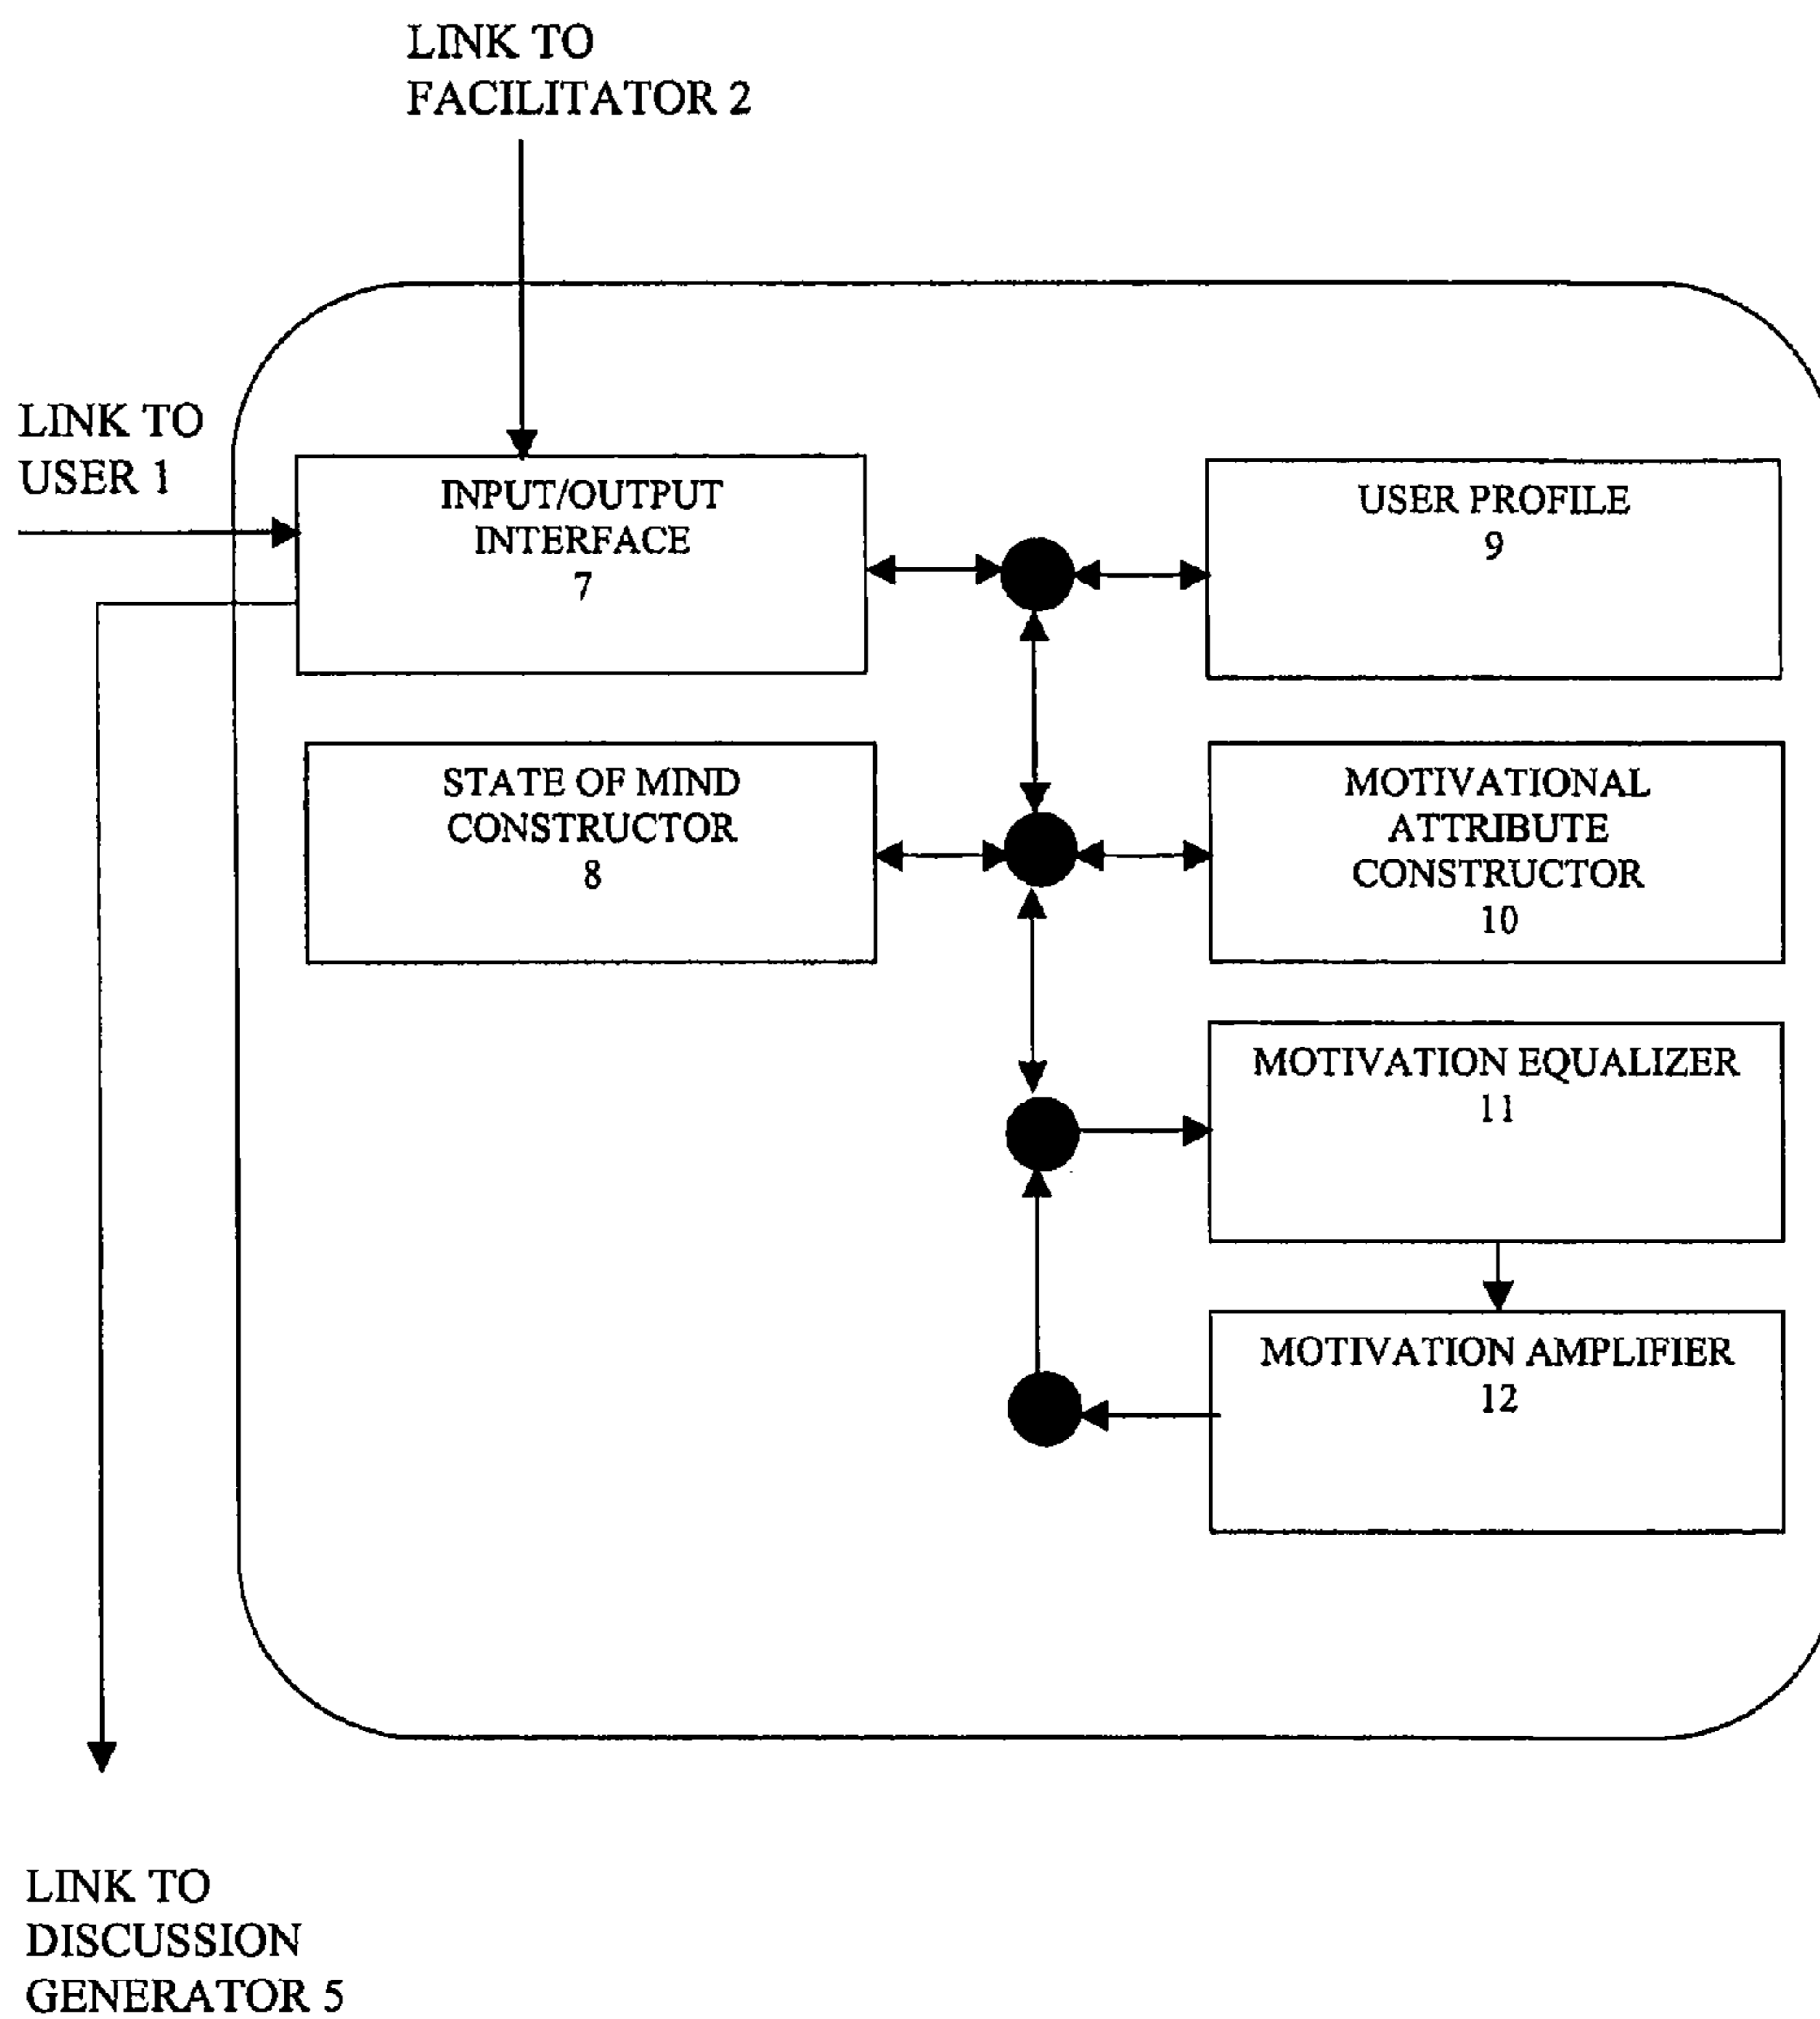 LINK TO
FACILITATOR 2
LINK TO
USER 1
INPUT/OUTPUT
INTERFACE
7
USER PROFILE
9
STATE OF MIND
CONSTRUCTOR
8
MOTIVATIONAL
ATTRIBUTE
CONSTRUCTOR
10
MOTIVATION EQUALIZER
11
MOTIVATION AMPLIFIER
12
LINK TO
DISCUSSION
GENERATOR 5